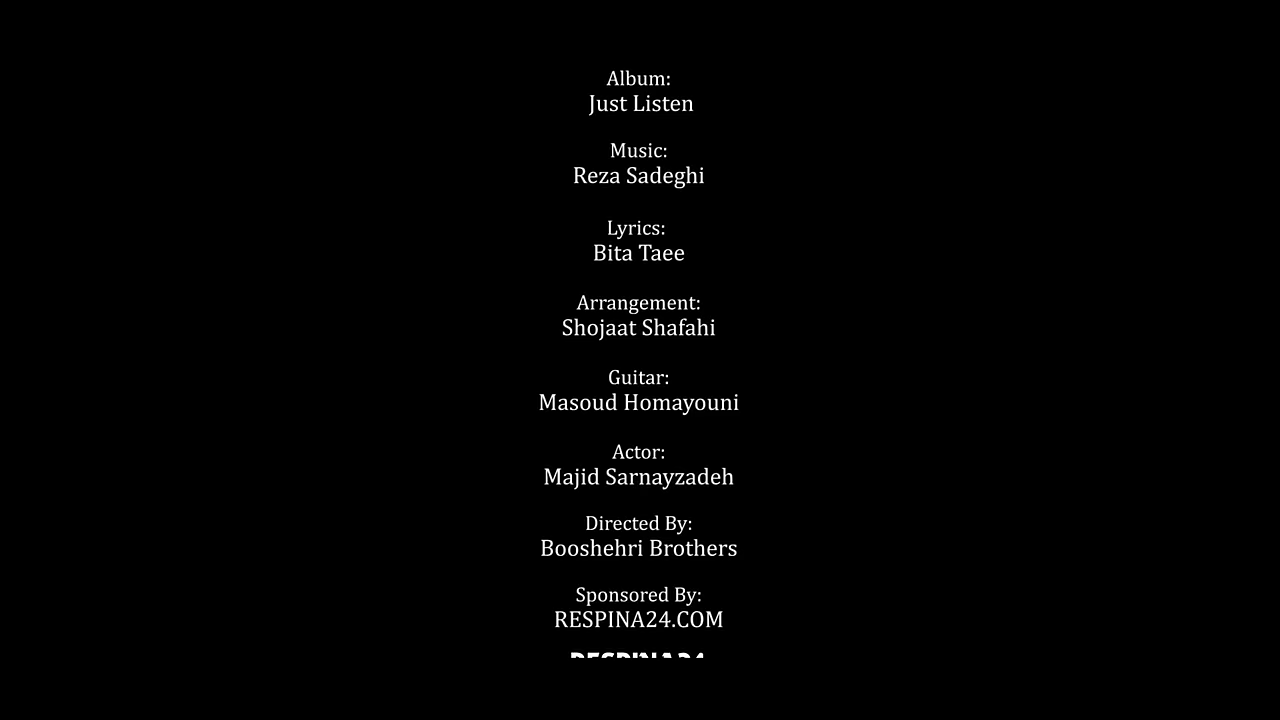 Album:
Just Listen
Music:
Reza Sadeghi
Lyrics:
Bita Taee
Arrangement:
Shojaat Shafahi
Guitar:
Masoud Homayouni
Actor:
Majid Sarnayzadeh
Directed By:
Booshehri Brothers
Sponsored By:
RESPINA24.COM
RESPINA24